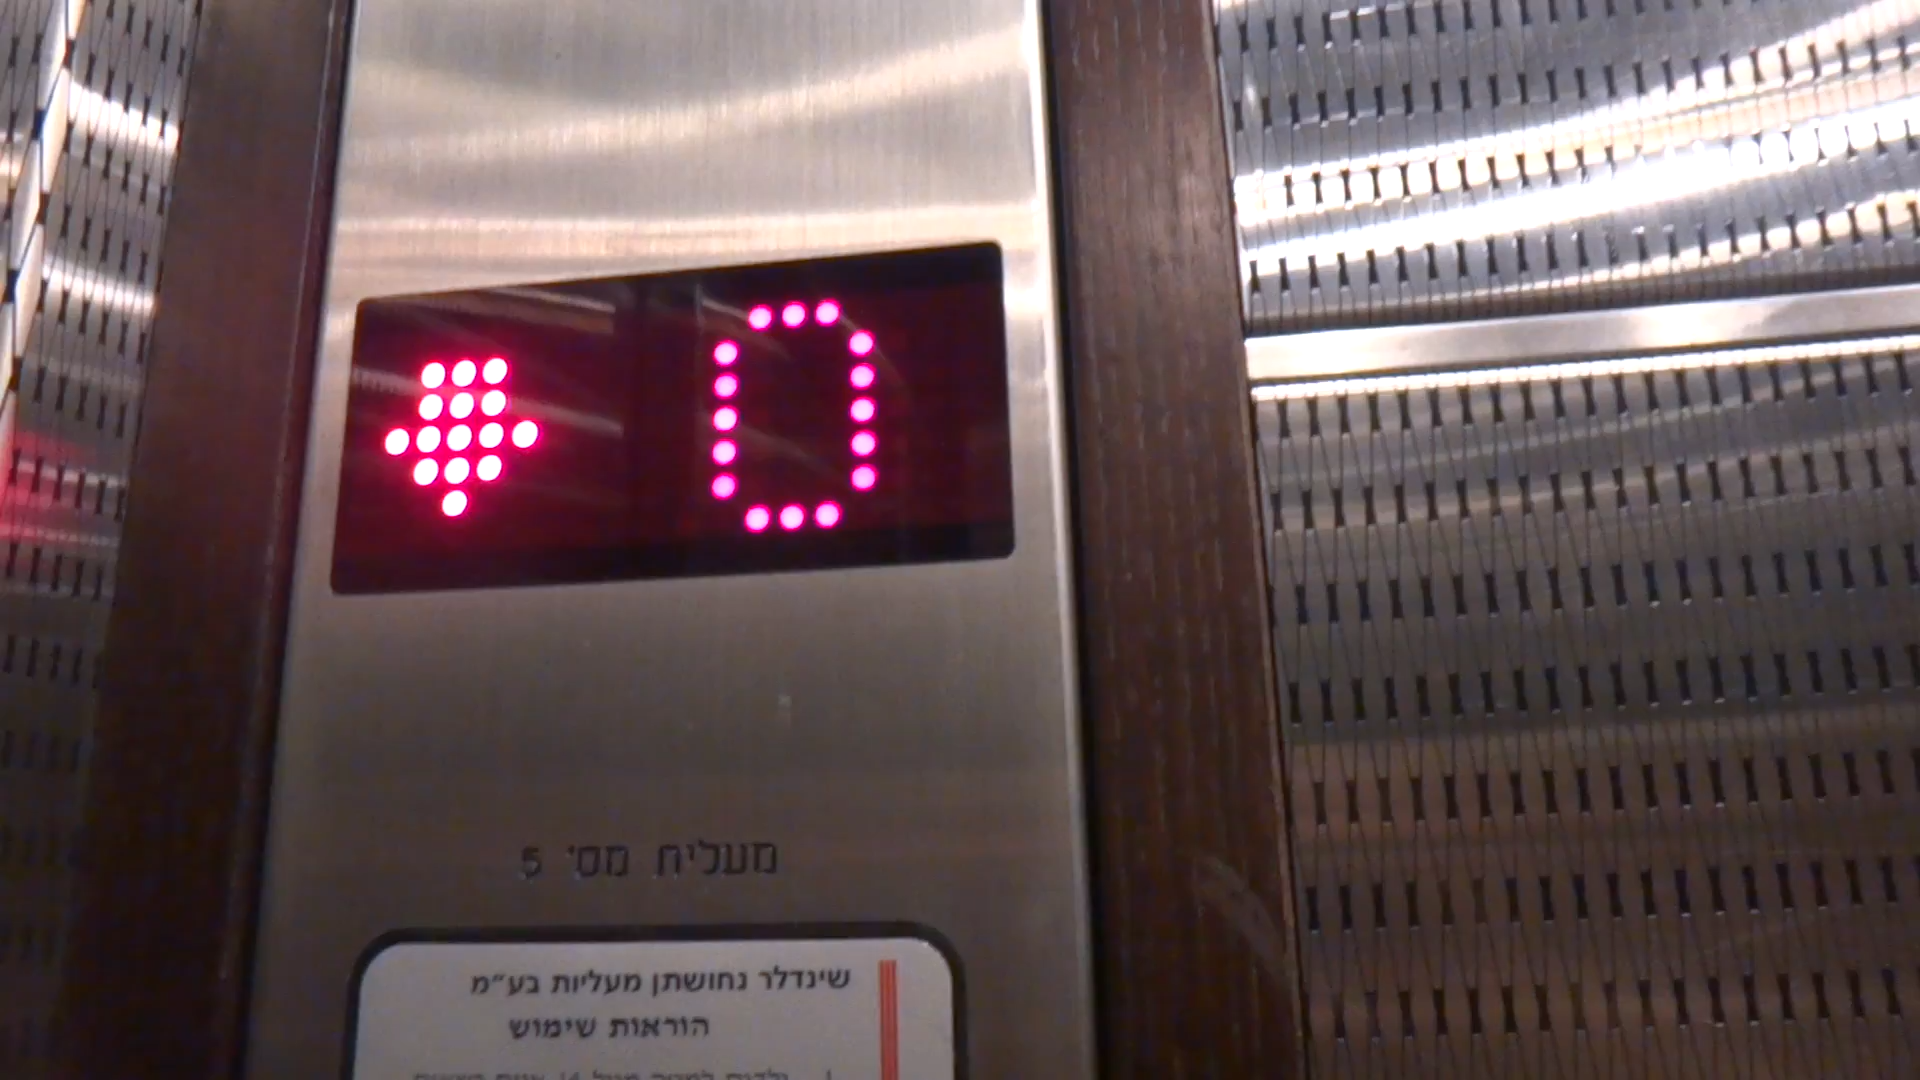 0
מעלית מס' 5
שינדלר נחושתן מעליות בע״מ
הוראות שימוש